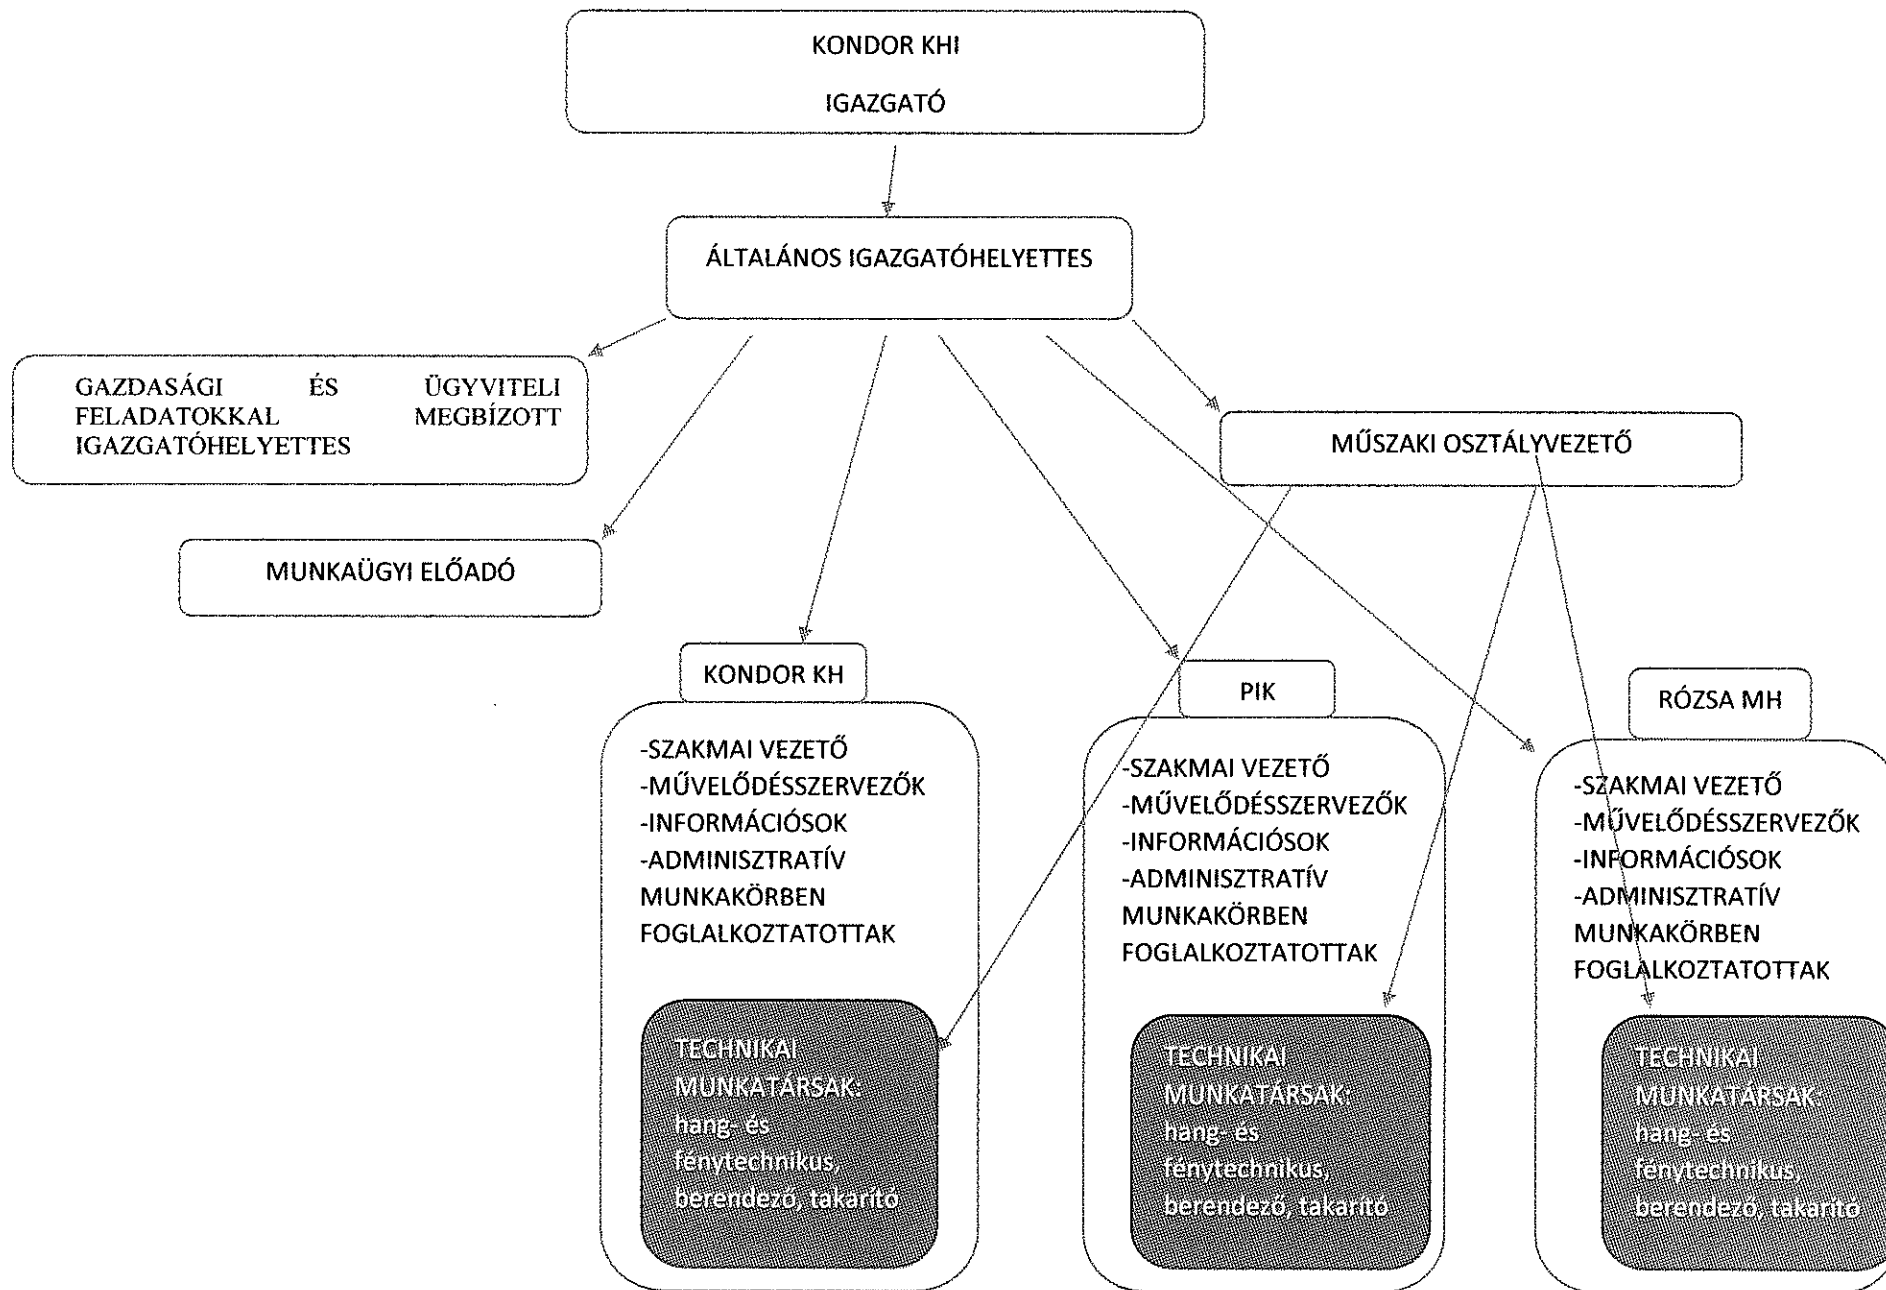 KONDOR KHI
IGAZGATÓ
ÁLTALÁNOS IGAZGATÓHELYETTES
GAZDASÁGI ÉS ÜGYVITELI
FELADATOKKAL MEGBÍZOTT
IGAZGATÓHELYETTES
MŰSZAKI OSZTÁLYVEZETŐ
MUNKAÜGYI ELŐADÓ
KONDOR KH
-SZAKMAI VEZETŐ
-MŰVELŐDÉSSZERVEZŐK
-INFORMÁCIÓSOK
-ADMINISZTRATÍV
MUNKAKÖRBEN
FOGLALKOZTATOTTAK
TECHNIKAI
MUNKATÁRSAK:
hang- és
fénytechnikus,
berendező, takarító
PIK
-SZAKMAI VEZETŐ
-MŰVELŐDÉSSZERVEZŐK
-INFORMÁCIÓSOK
-ADMINISZTRATÍV
MUNKAKÖRBEN
FOGLALKOZTATOTTAK
TECHNIKAI
MUNKATÁRSAK:
hang- és
fénytechnikus,
berendező, takarító
RÓZSA MH
-SZAKMAI VEZETŐ
-MŰVELŐDÉSSZERVEZŐK
-INFORMÁCIÓSOK
-ADMINISZTRATÍV
MUNKAKÖRBEN
FOGLALKOZTATOTTAK
TECHNIKAI
MUNKATÁRSAK:
hang- és
fénytechnikus,
berendező, takarító